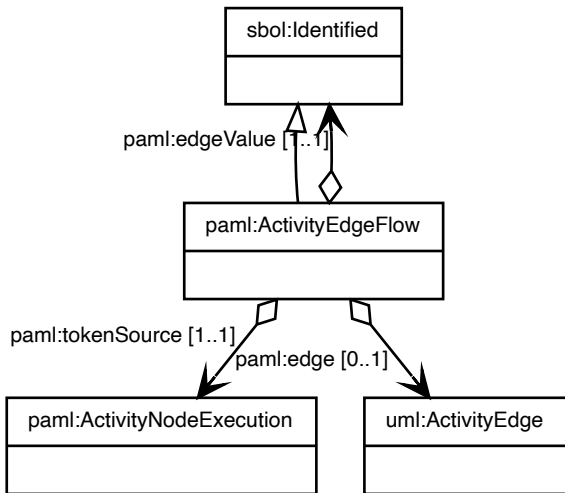 sbol:Identified
paml:edgeValue [1..1]
paml:ActivityEdgeFlow
paml:tokenSource [1..1]
paml:edge [0..1]
paml:ActivityNodeExecution
uml:ActivityEdge